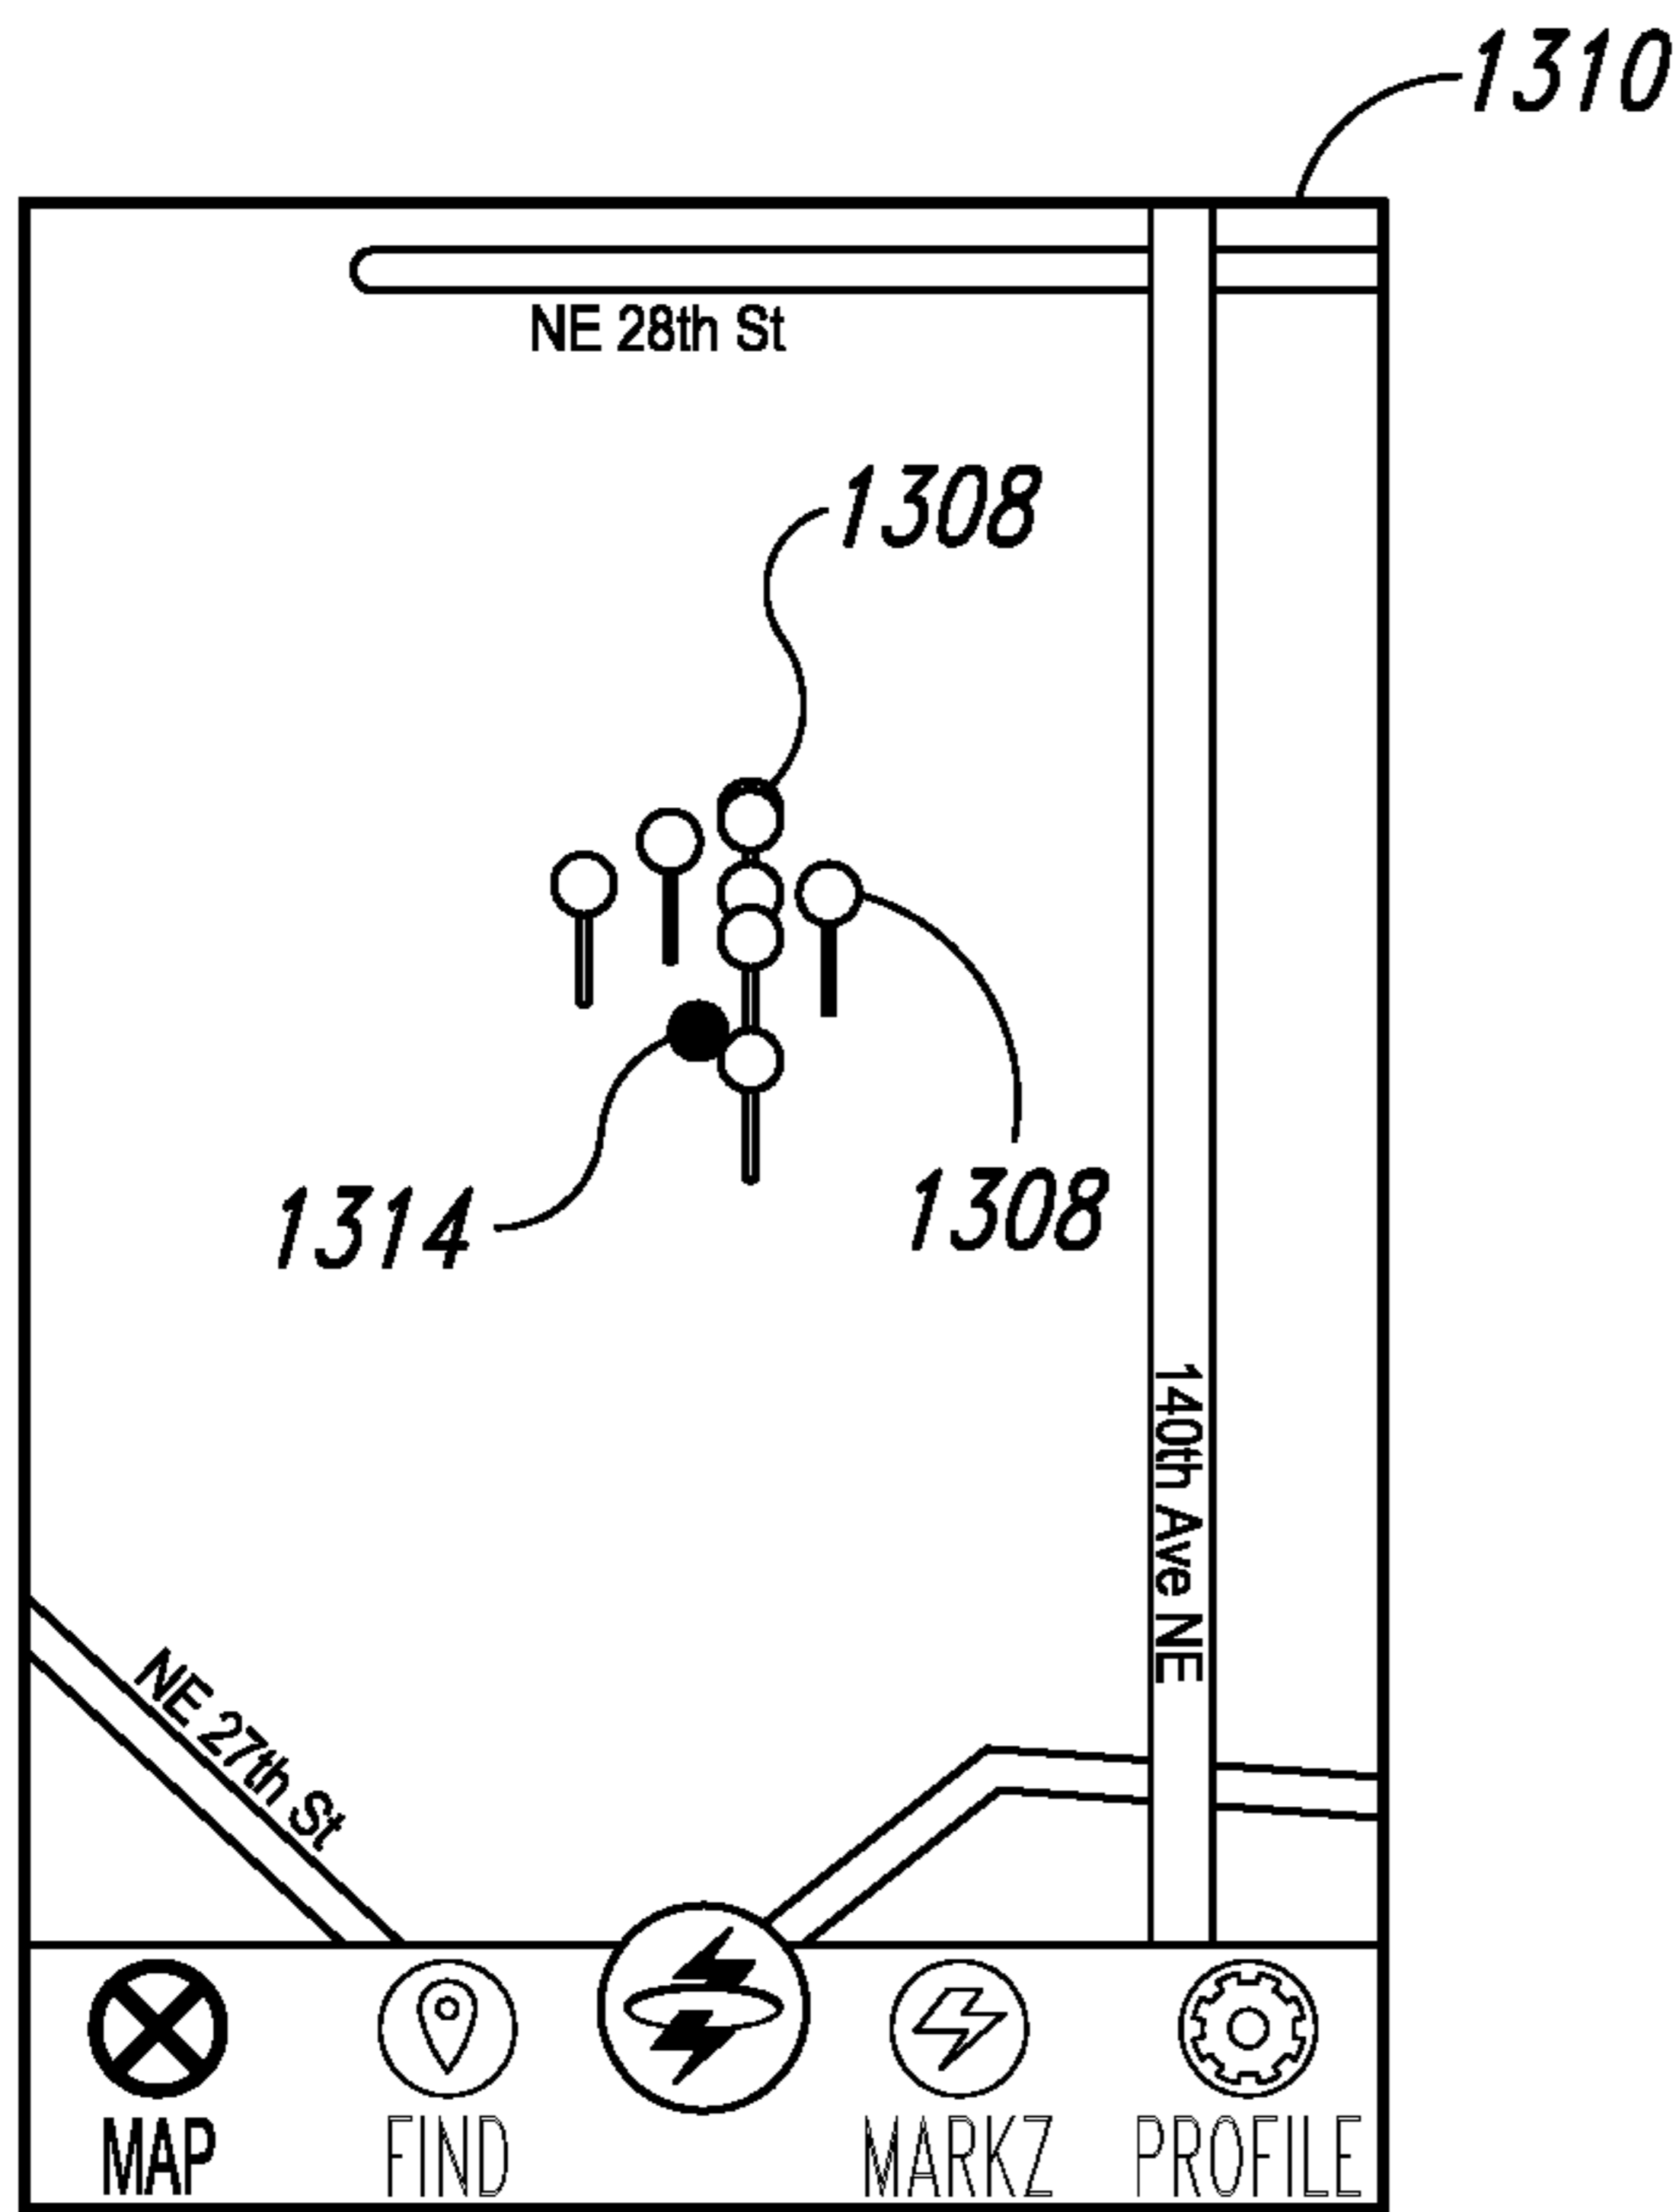 1310
NE 28th St
1308
1308
1314
140th Ave NE
NE 27th St
MAP
FIND
MARKZ
PROFILE